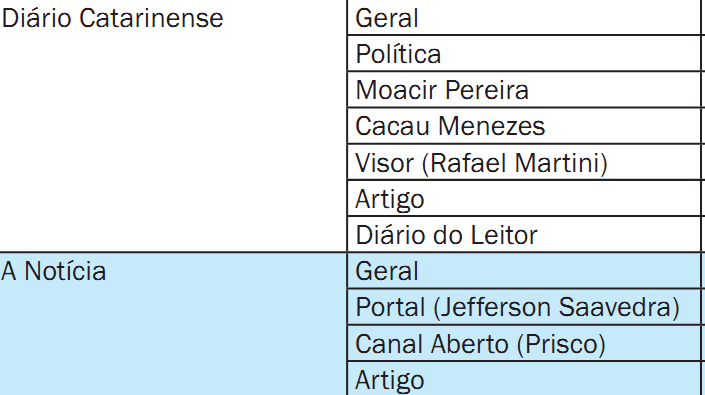 Diário Catarinense Geral
Política
Moacir Pereira
Cacau Menezes
Visor (Rafael Martini)
Artigo
Diário do Leitor
A Notícia Geral
Portal (Jefferson Saavedra)
Canal Aberto (Prisco)
Artigo